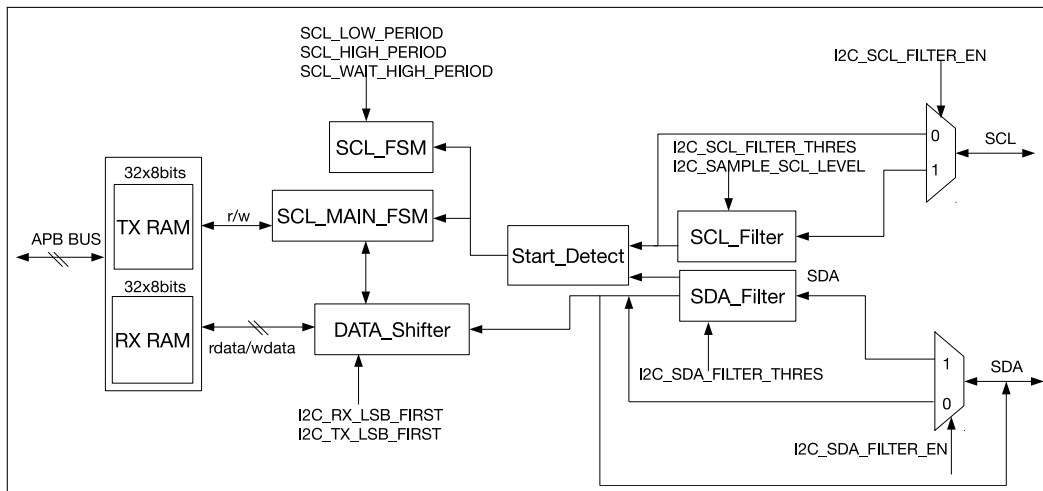 SCL_LOW_PERIOD
SCL_HIGH_PERIOD
SCL_WAIT_HIGH_PERIOD
I2C_SCL_FILTER_EN
SCL_FSM
0
SCL
1
I2C_SCL_FILTER_THRES
I2C_SAMPLE_SCL_LEVEL
32x8bits
TX RAM
r/w
SCL_MAIN_FSM
APB BUS
Start_Detect
SCL_Filter
SDA
SDA_Filter
32x8bits
RX RAM
rdata/wdata
DATA_Shifter
I2C_SDA_FILTER_THRES
1
SDA
0
I2C_RX_LSB_FIRST
I2C_TX_LSB_FIRST
I2C_SDA_FILTER_EN